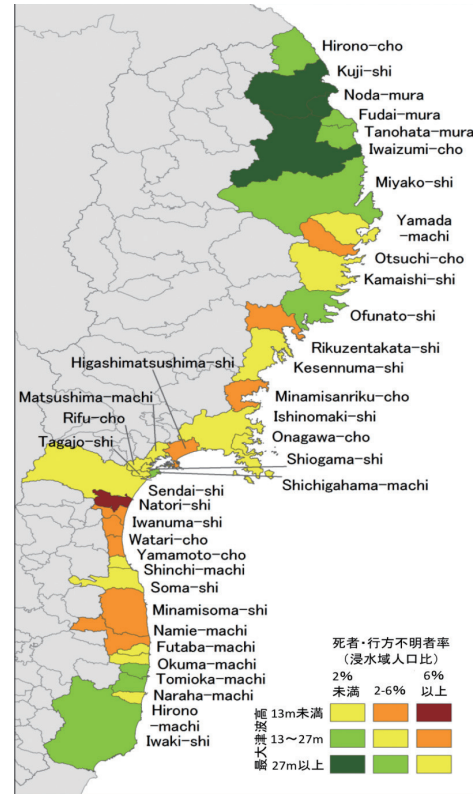 Hirono-cho
Kuji-shi
Noda-mura
Fudai-mura
Tanohata-mura
Iwaizumi-cho
Miyako-shi
Yamada
-machi
Otsuchi-cho
Kamaishi-shi
Ofunato-shi
Rikuzentakata-shi
Higashimatsushima-shi
Kesennuma-shi
Matsushima-machi
Minamisanriku-cho
Rifu-cho
Ishinomaki-shi
Tagajo-shi
Onagawa-cho
Shiogama-shi
Shichigahama-machi
Sendai-shi
Natori-shi
Iwanuma-shi
Watari-cho
Yamamoto-cho
Shinchi-machi
Soma-shi
Minamisoma-shi
Namie-machi
Futaba-machi
Okuma-machi
Tomioka-machi
Naraha-machi
Hirono
-machi
Iwaki-shi
死者・行方不明者率
(浸水域人口比)
2%
未満
2-6%
6%
以上
最大津波高
13m未満
13~27m
27m以上